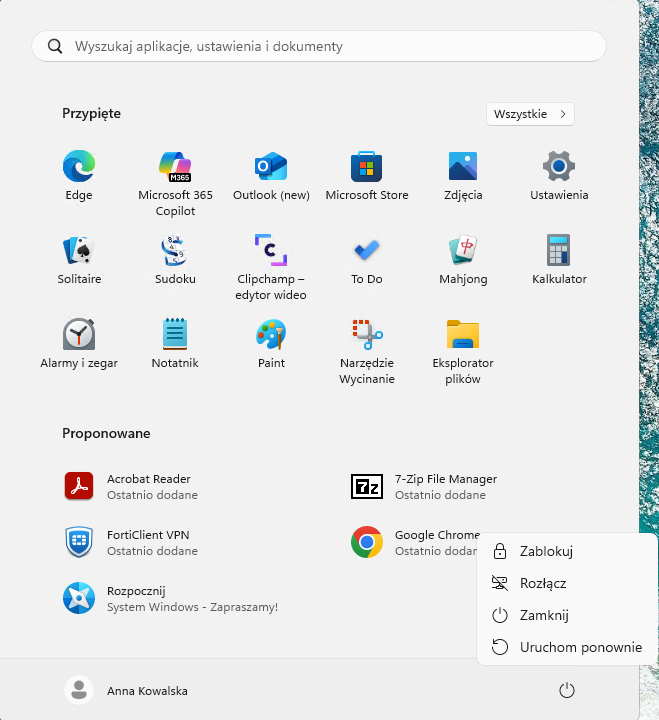 Wyszukaj aplikacje, ustawienia i dokumenty
Przypięte
Wszystkie
M365
Edge
Microsoft 365
Copilot
Outlook (new)
Microsoft Store
Zdjęcia
Ustawienia
Solitaire
Sudoku
Clipchamp –
edytor wideo
To Do
Mahjong
Kalkulator
Alarmy i zegar
Notatnik
Paint
Narzędzie
Wycinanie
Eksplorator
plików
Proponowane
Acrobat Reader
Ostatnio dodane
7z
7-Zip File Manager
Ostatnio dodane
FortiClient VPN
Ostatnio dodane
Google Chrome
Ostatnio dodane
Rozpocznij
System Windows - Zapraszamy!
Zablokuj
Rozłącz
Zamknij
Uruchom ponownie
Anna Kowalska